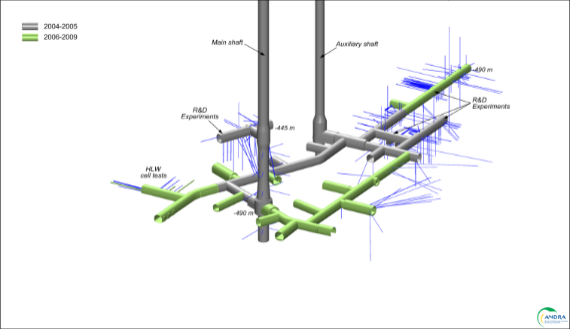 2004-2005
2006-2009
Main shaft
Auxiliary shaft
-490 m
R&D
Experiments
R&D
Experiments
-445 m
HLW
cell tests
-490 m
ANDRA